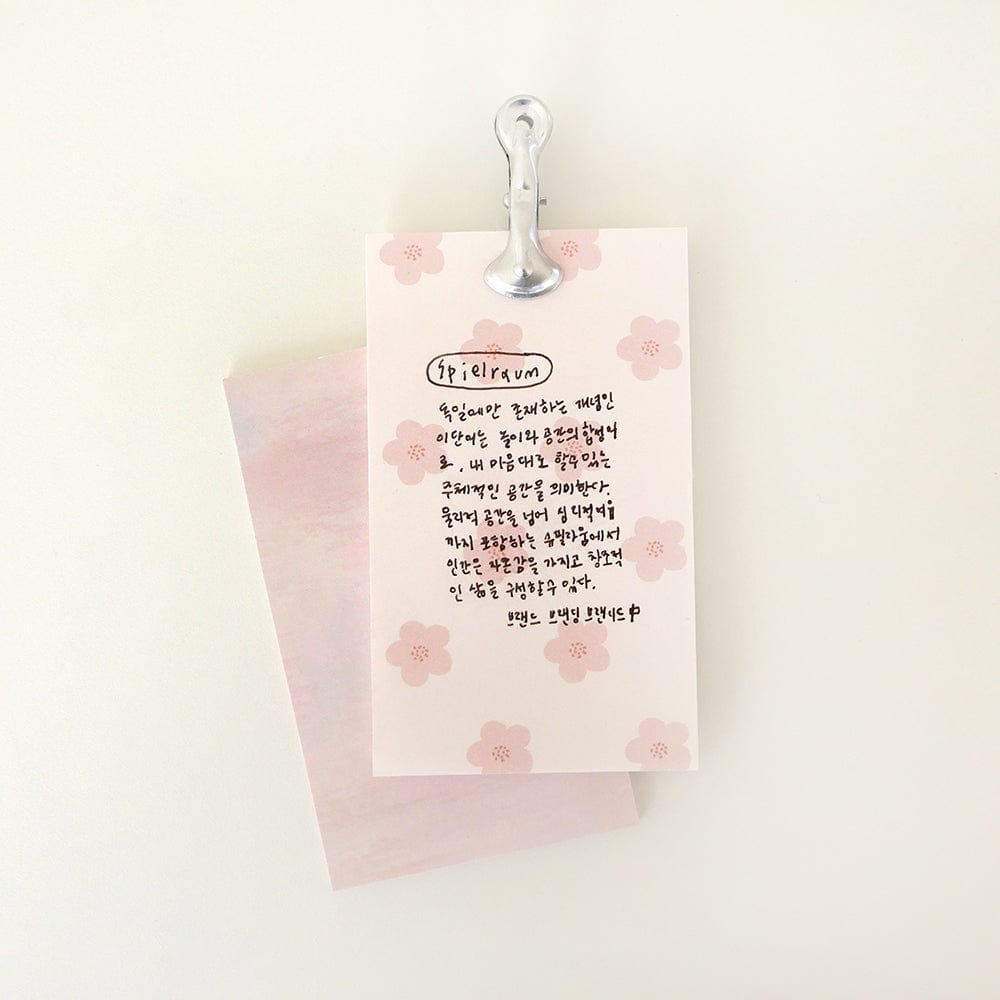 Spielraum
독일에만 존재하는 개념인
이 단어는 놀이와 공간의 합성어
로, 내 마음대로 할 수 있는
주체적인 공간을 의미한다.
물리적 공간을 넘어 심리적 여유
까지 포함하는 슈필라움에서
인간은 자존감을 가지고 창조적
인 삶을 구성할 수 있다.
브랜드 브랜딩 브랜디드 中